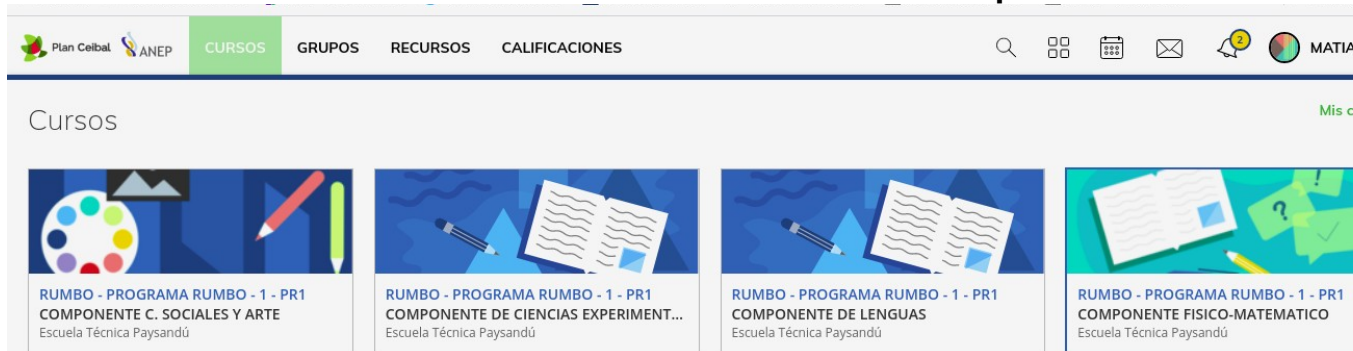 Plan Ceibal ANEP CURSOS GRUPOS RECURSOS CALIFICACIONES 2 MATIA
Cursos
Mis c
RUMBO - PROGRAMA RUMBO - 1 - PR1
COMPONENTE C. SOCIALES Y ARTE
Escuela Técnica Paysandú
RUMBO - PROGRAMA RUMBO - 1 - PR1
COMPONENTE DE CIENCIAS EXPERIMENT...
Escuela Técnica Paysandú
RUMBO - PROGRAMA RUMBO - 1 - PR1
COMPONENTE DE LENGUAS
Escuela Técnica Paysandú
RUMBO - PROGRAMA RUMBO - 1 - PR1
COMPONENTE FISICO-MATEMATICO
Escuela Técnica Paysandú